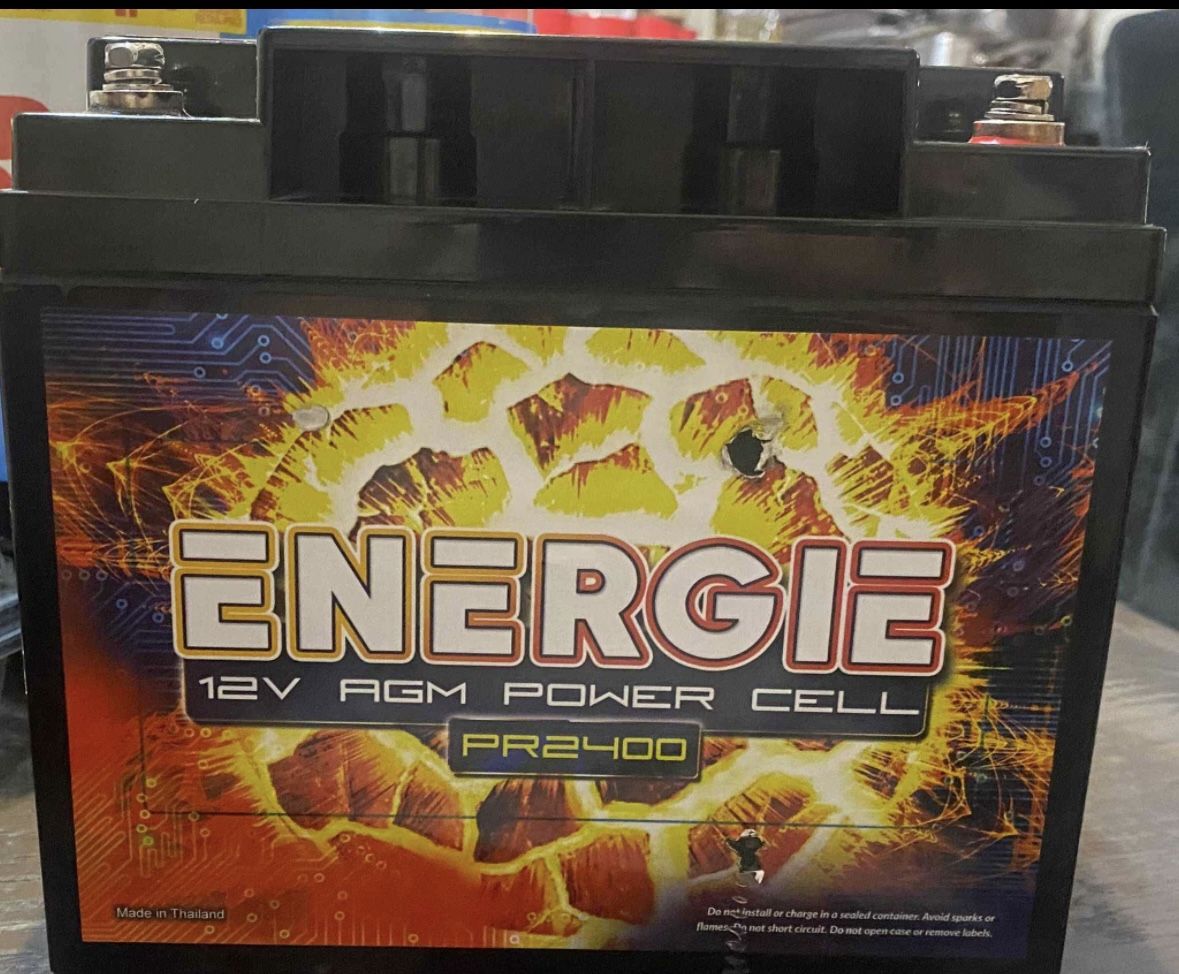 ENERGIE
12V AGM POWER CELL
PR2400
Made in Thailand
Do not install or charge in a sealed container. Avoid sparks or
flames. Do not short circuit. Do not open case or remove labels.